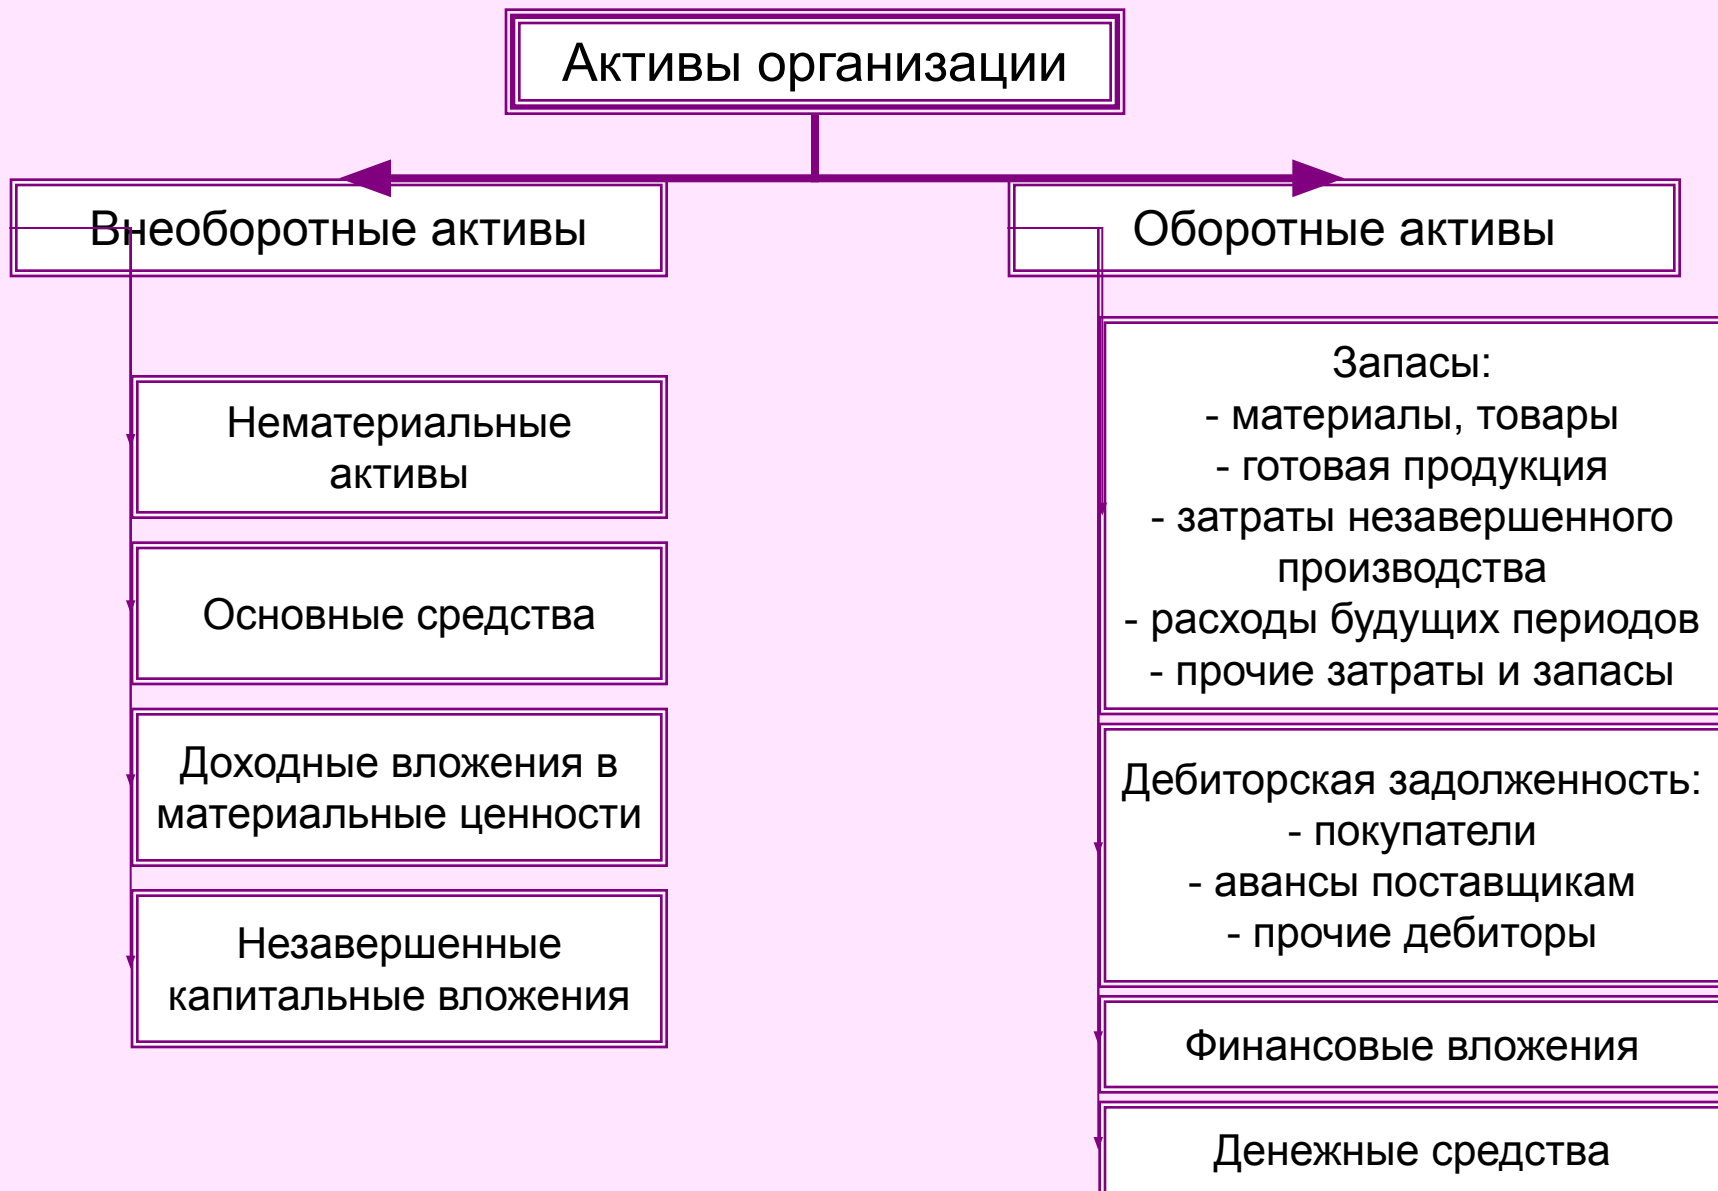 Активы организации
Внеоборотные активы
Нематериальные
активы
Основные средства
Доходные вложения в
материальные ценности
Незавершенные
капитальные вложения
Оборотные активы
Запасы:
- материалы, товары
- готовая продукция
- затраты незавершенного
производства
- расходы будущих периодов
- прочие затраты и запасы
Дебиторская задолженность:
- покупатели
- авансы поставщикам
- прочие дебиторы
Финансовые вложения
Денежные средства